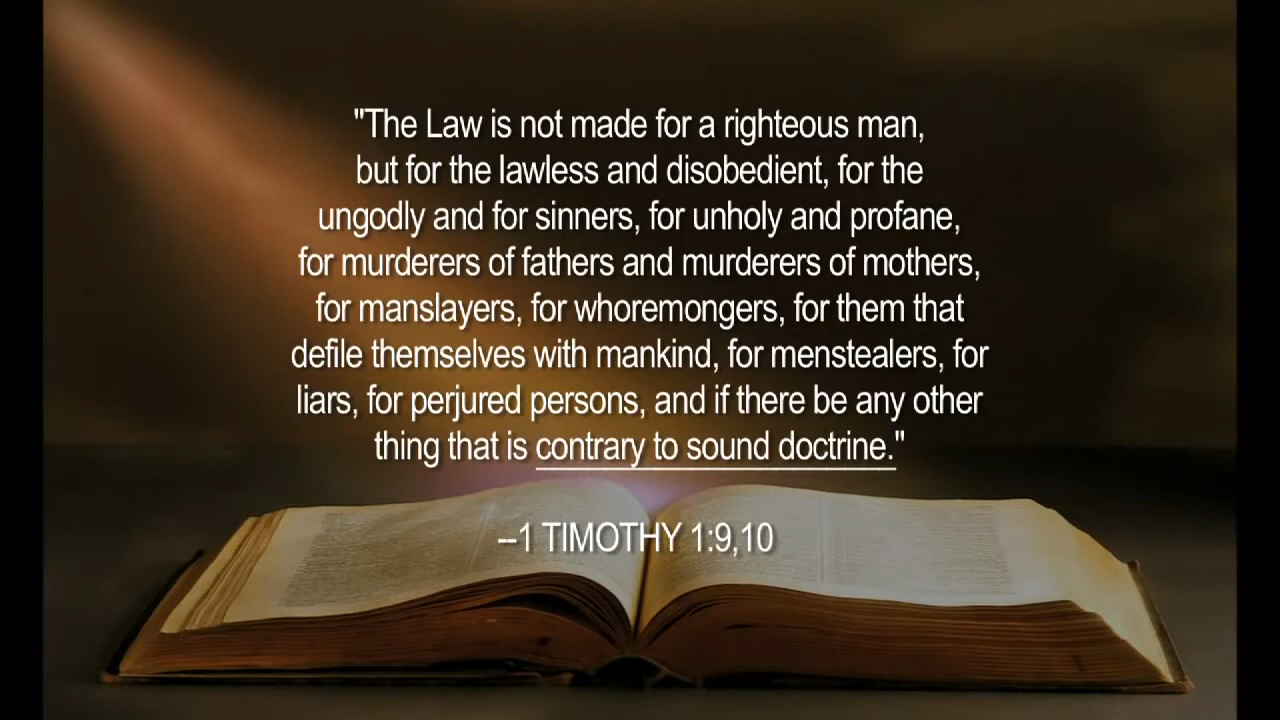 "The Law is not made for a righteous man,
but for the lawless and disobedient, for the
ungodly and for sinners, for unholy and profane,
for murderers of fathers and murderers of mothers,
for manslayers, for whoremongers, for them that
defile themselves with mankind, for menstealers, for
liars, for perjured persons, and if there be any other
thing that is contrary to sound doctrine."
--1 TIMOTHY 1:9,10